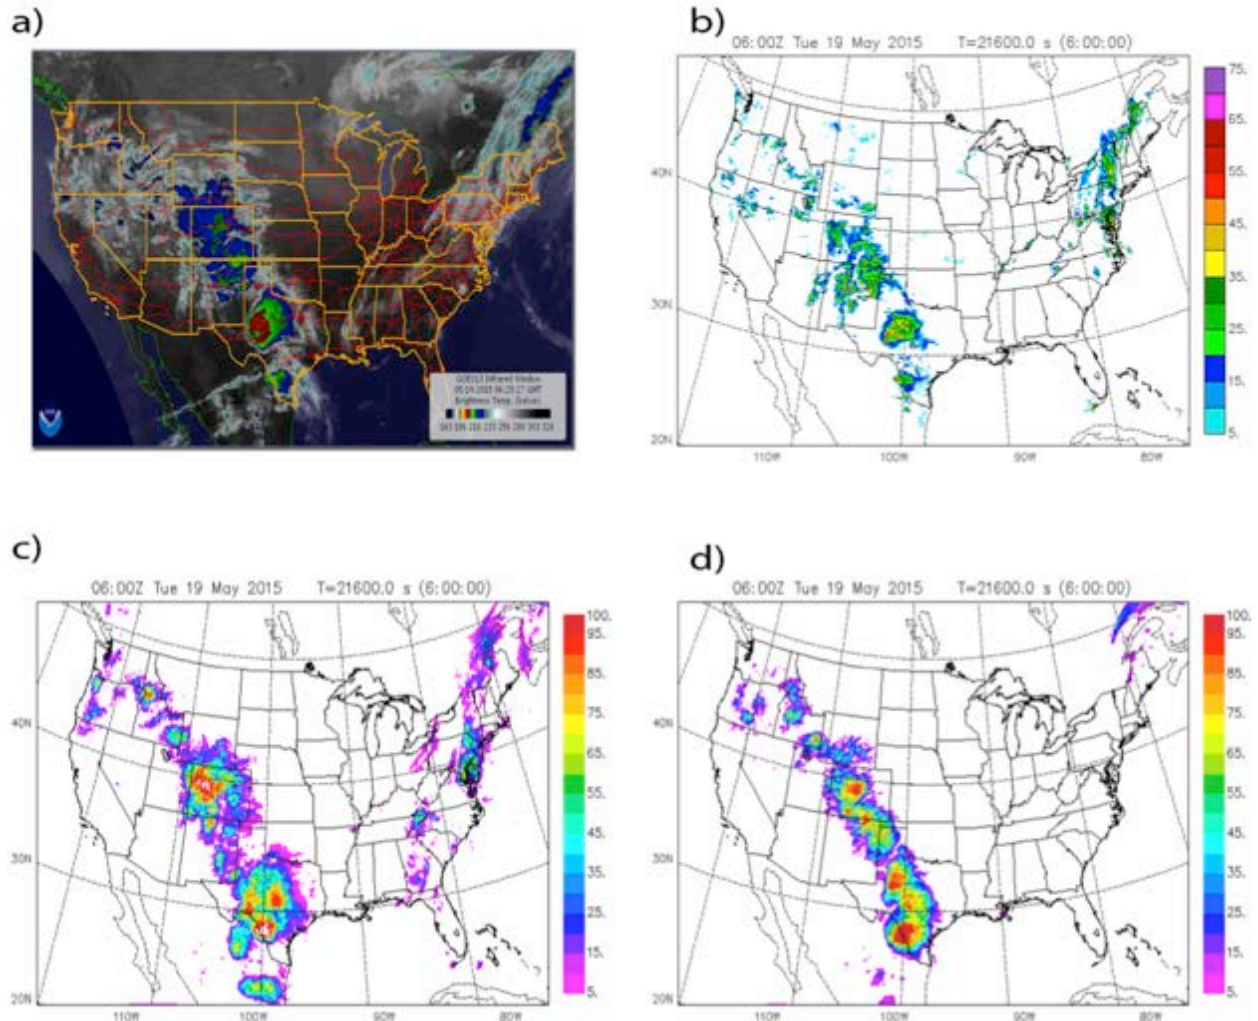 a)
b)
06:00Z Tue 19 May 2015 T=21600.0 s (6:00:00)
75.
65.
55.
45.
35.
25.
15.
5.
40N
30N
20N
110W 100W 90W 80W
Infrared Window
Brightness Temp.
c)
06:00Z Tue 19 May 2015 T=21600.0 s (6:00:00)
100.
95.
85.
75.
65.
55.
45.
35.
25.
15.
5.
40N
30N
20N
110W 100W 90W 80W
d)
06:00Z Tue 19 May 2015 T=21600.0 s (6:00:00)
100.
95.
85.
75.
65.
55.
45.
35.
25.
15.
5.
40N
30N
20N
110W 100W 90W 80W